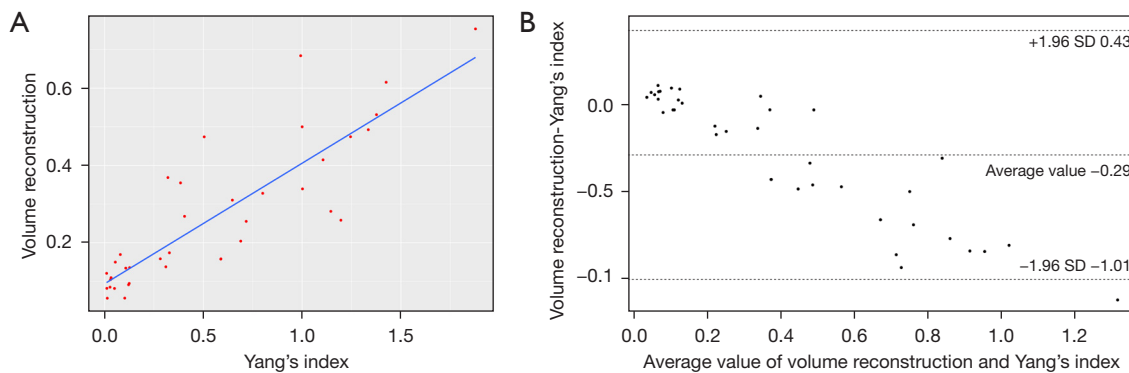 A
Volume reconstruction
0.6
0.4
0.2
0.0
0.5
1.0
1.5
Yang's index
B
Volume reconstruction-Yang's index
0.0
−0.5
−0.1
+1.96 SD 0.43
Average value −0.29
−1.96 SD −1.01
0.0
0.2
0.4
0.6
0.8
1.0
1.2
Average value of volume reconstruction and Yang's index